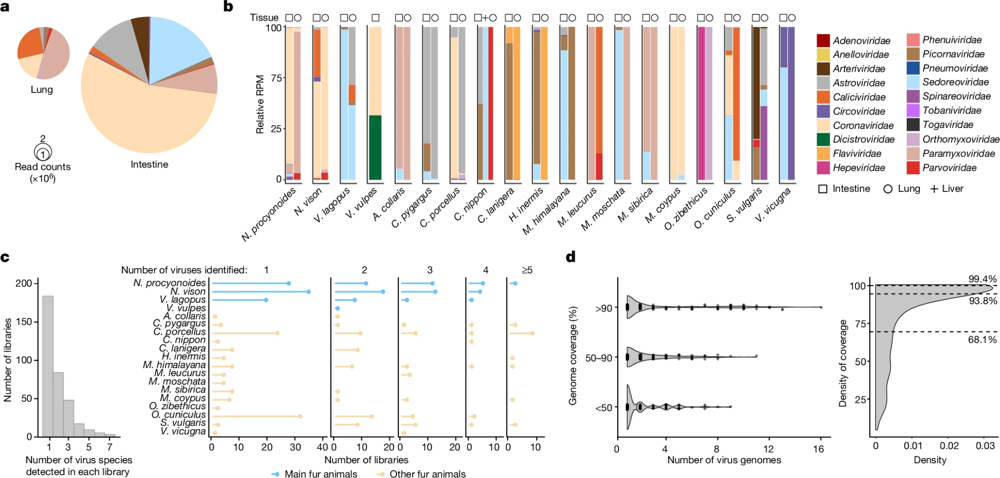 a
Lung
2
1
Read counts
(×10⁶)
Intestine
b
Tissue
Relative RPM
100
75
25
0
N. procyonoides
N. vison
V. lagopus
V. vulpes
A. collaris
C. pygargus
C. porcellus
C. nippon
C. lanigera
H. inermis
M. himalayana
M. leucurus
M. moschata
M. sibirica
M. coypus
O. zibethicus
O. cuniculus
S. vulgaris
V. vicugna
Adenoviridae
Anelloviridae
Arteriviridae
Astroviridae
Caliciviridae
Circoviridae
Coronaviridae
Dicistroviridae
Flaviviridae
Hepeviridae
Phenuiviridae
Picornaviridae
Pneumoviridae
Sedoreoviridae
Spinareoviridae
Tobaniviridae
Togaviridae
Orthomyxoviridae
Paramyxoviridae
Parvoviridae
Intestine Lung + Liver
c
Number of libraries
200
150
100
50
0
1 3 5 7
Number of virus species
detected in each library
Number of viruses identified: 1 2 3 4 ≥5
N. procyonoides
N. vison
V. lagopus
V. vulpes
A. collaris
C. pygargus
C. porcellus
C. nippon
C. lanigera
H. inermis
M. himalayana
M. leucurus
M. moschata
M. sibirica
M. coypus
O. zibethicus
O. cuniculus
S. vulgaris
V. vicugna
0 10 20 30 40 0 10 20 0 10 20 0 10 0 10
Number of libraries
Main fur animals Other fur animals
d
Genome coverage (%)
>90
50–90
<50
0 4 8 12 16
Number of virus genomes
Density of coverage
100
75
50
25
99.4%
93.8%
68.1%
0 0.01 0.02 0.03
Density